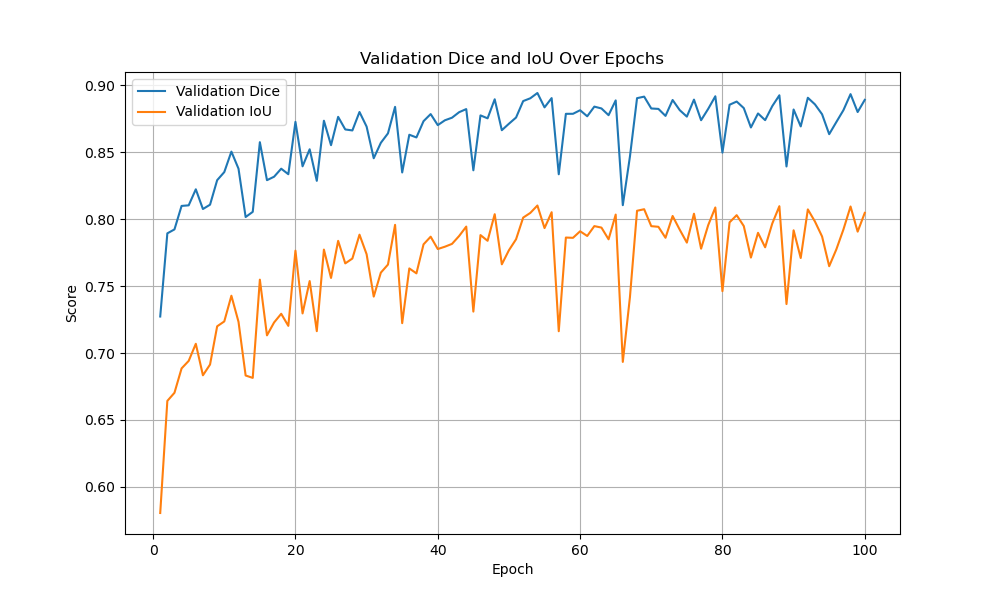 Validation Dice and IoU Over Epochs
Validation Dice
Validation IoU
Score
0.90
0.85
0.80
0.75
0.70
0.65
0.60
0 20 40 60 80 100
Epoch